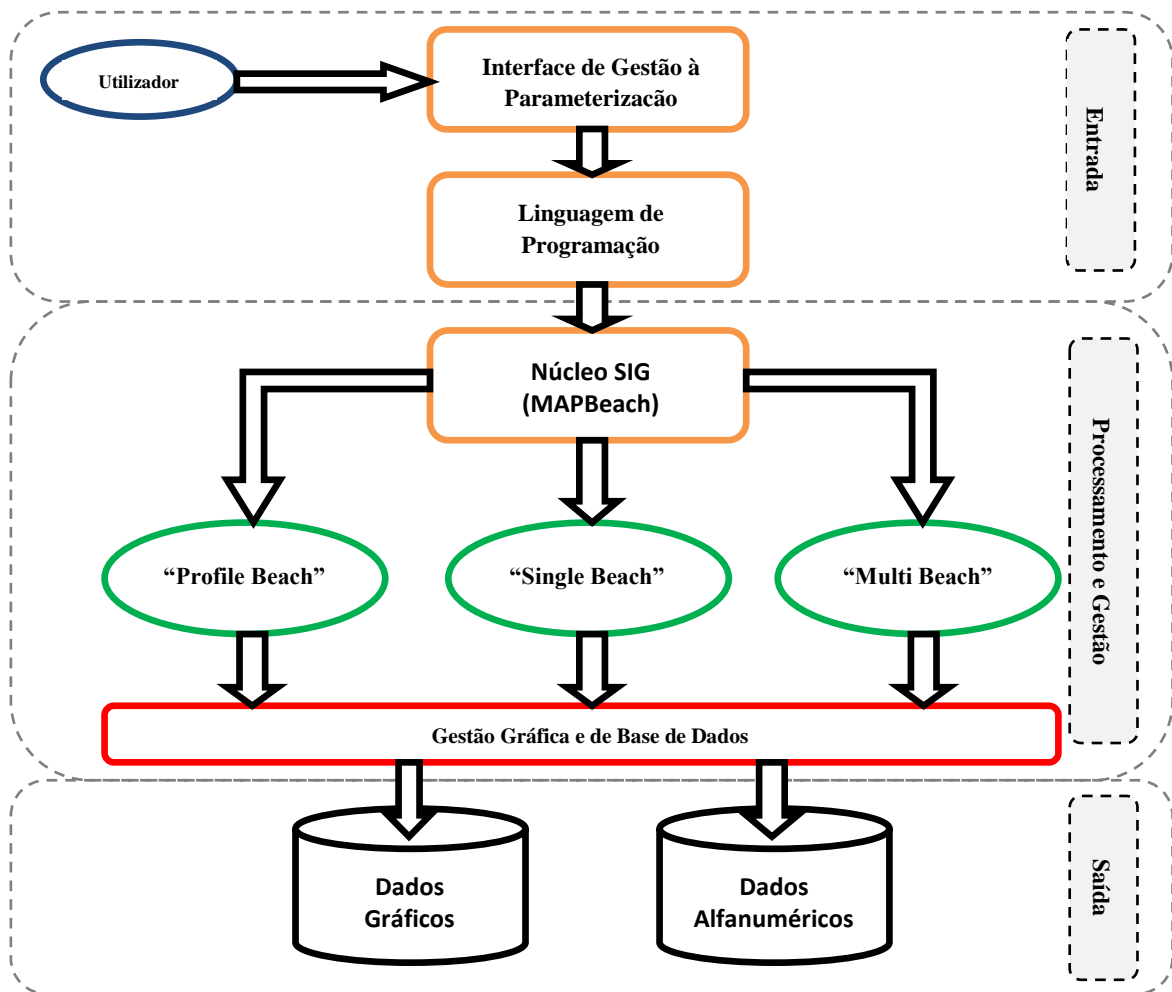 Utilizador
Interface de Gestão à
Parameterizacão
Linguagem de
Programação
Entrada
Núcleo SIG
(MAPBeach)
“Profile Beach”
“Single Beach”
“Multi Beach”
Gestão Gráfica e de Base de Dados
Processamento e Gestão
Dados
Gráficos
Dados
Alfanuméricos
Saída